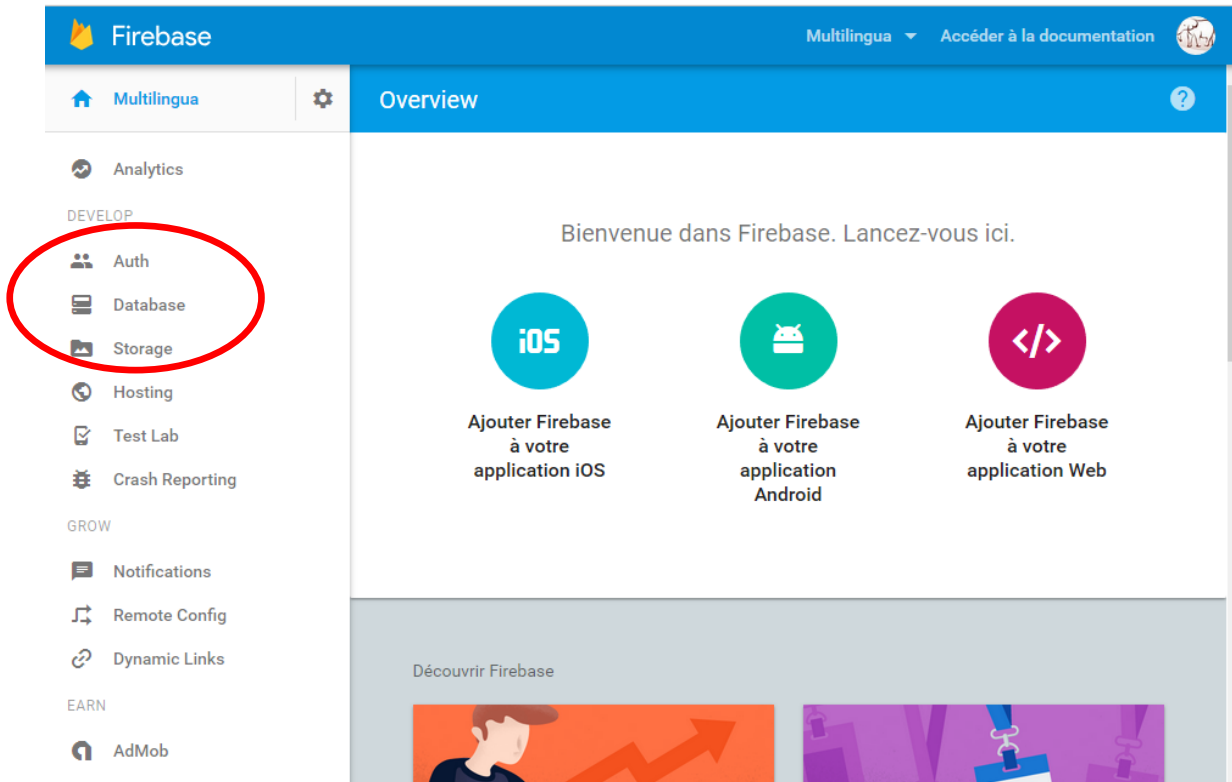 Firebase
Multilingua
Accéder à la documentation
Multilingua
Overview
?
Analytics
DEVELOP
Auth
Database
Storage
Hosting
Test Lab
Crash Reporting
GROW
Notifications
Remote Config
Dynamic Links
EARN
AdMob
Bienvenue dans Firebase. Lancez-vous ici.
iOS
Ajouter Firebase
à votre
application iOS
Ajouter Firebase
à votre
application
Android
</>
Ajouter Firebase
à votre
application Web
Découvrir Firebase